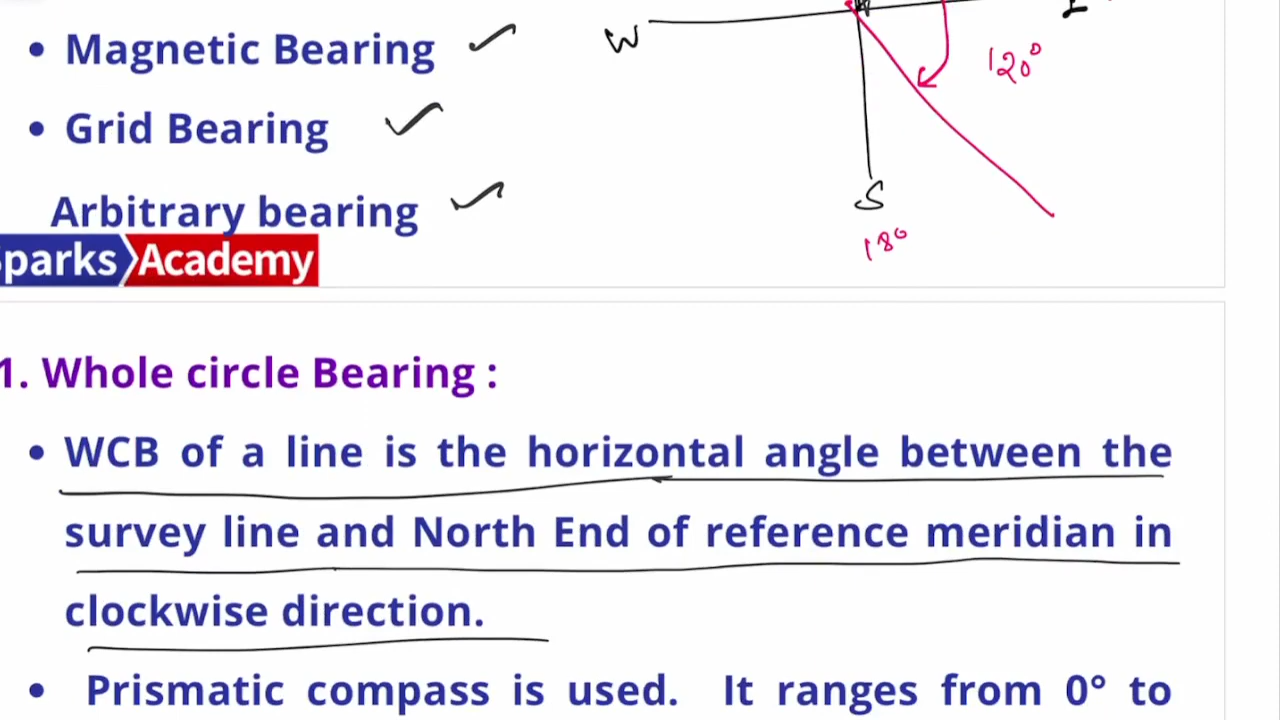 • Magnetic Bearing
W
120°
• Grid Bearing
Arbitrary bearing
S
180
Sparks Academy
1. Whole circle Bearing :
• WCB of a line is the horizontal angle between the
survey line and North End of reference meridian in
clockwise direction.
• Prismatic compass is used. It ranges from 0° to